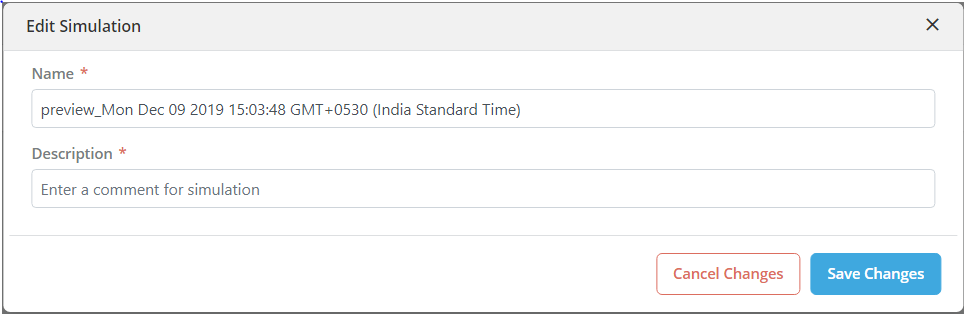 Edit Simulation
Name *
preview_Mon Dec 09 2019 15:03:48 GMT+0530 (India Standard Time)
Description *
Enter a comment for simulation
Cancel Changes
Save Changes